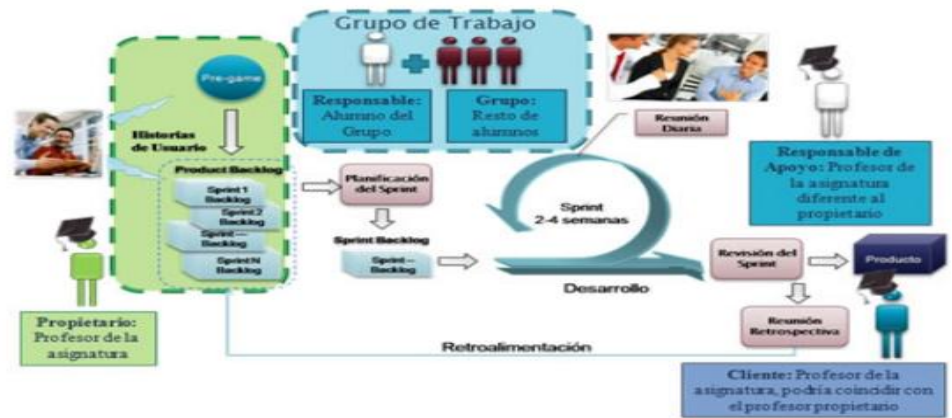 Grupo de Trabajo
Pre-game
Responsable:
Alumno del
Grupo
Grupo:
Resto de
alumnos
Reunión
Diaria
Historias
de Usuario
Product Backlog
Sprint 1
Backlog
Sprint 2
Backlog
Sprint ---
Backlog
Sprint N
Backlog
Planificación
del Sprint
Sprint Backlog
Sprint --
Backlog
Sprint
2-4 semanas
Desarrollo
Responsable de
Apoyo: Profesor de
la asignatura
diferente al
propietario
Revisión del
Sprint
Producto
Reunión
Retrospectiva
Propietario:
Profesor de la
asignatura
Retroalimentación
Cliente: Profesor de la
asignatura, podría coincidir con
el profesor propietario